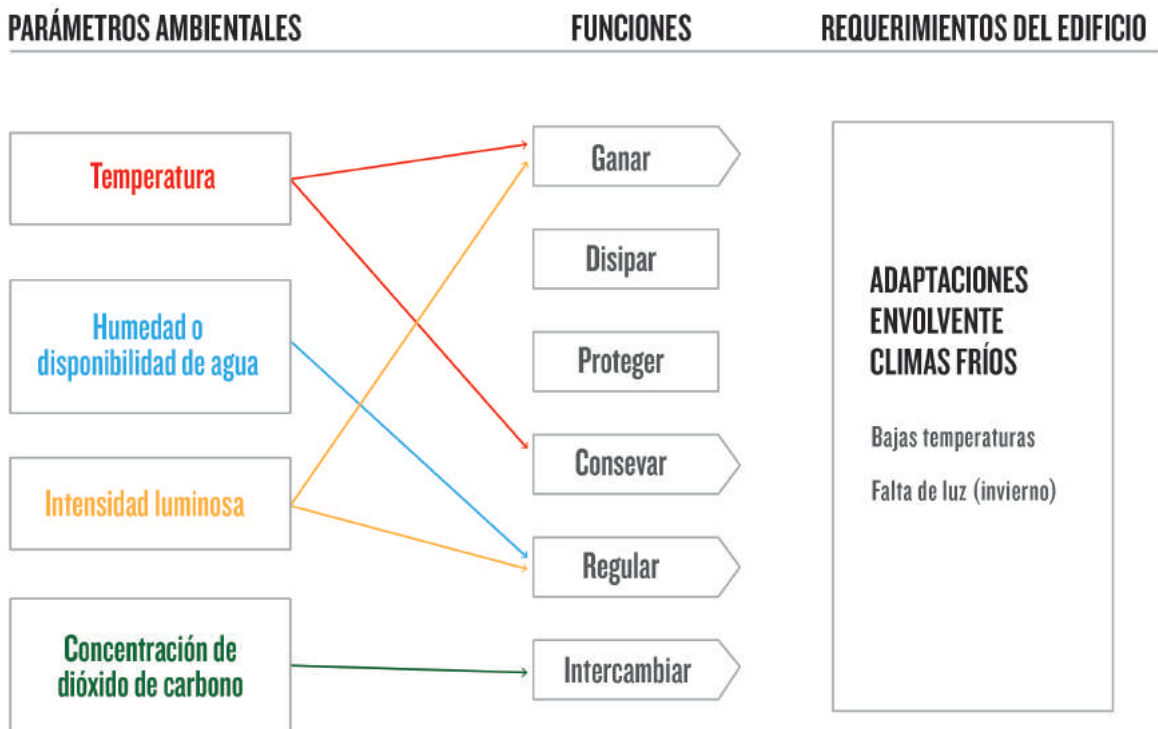 PARÁMETROS AMBIENTALES
FUNCIONES
REQUERIMIENTOS DEL EDIFICIO
Temperatura
Humedad o
disponibilidad de agua
Intensidad luminosa
Concentración de
dióxido de carbono
Ganar
Disipar
Proteger
Consevar
Regular
Intercambiar
ADAPTACIONES
ENVOLVENTE
CLIMAS FRÍOS
Bajas temperaturas
Falta de luz (invierno)